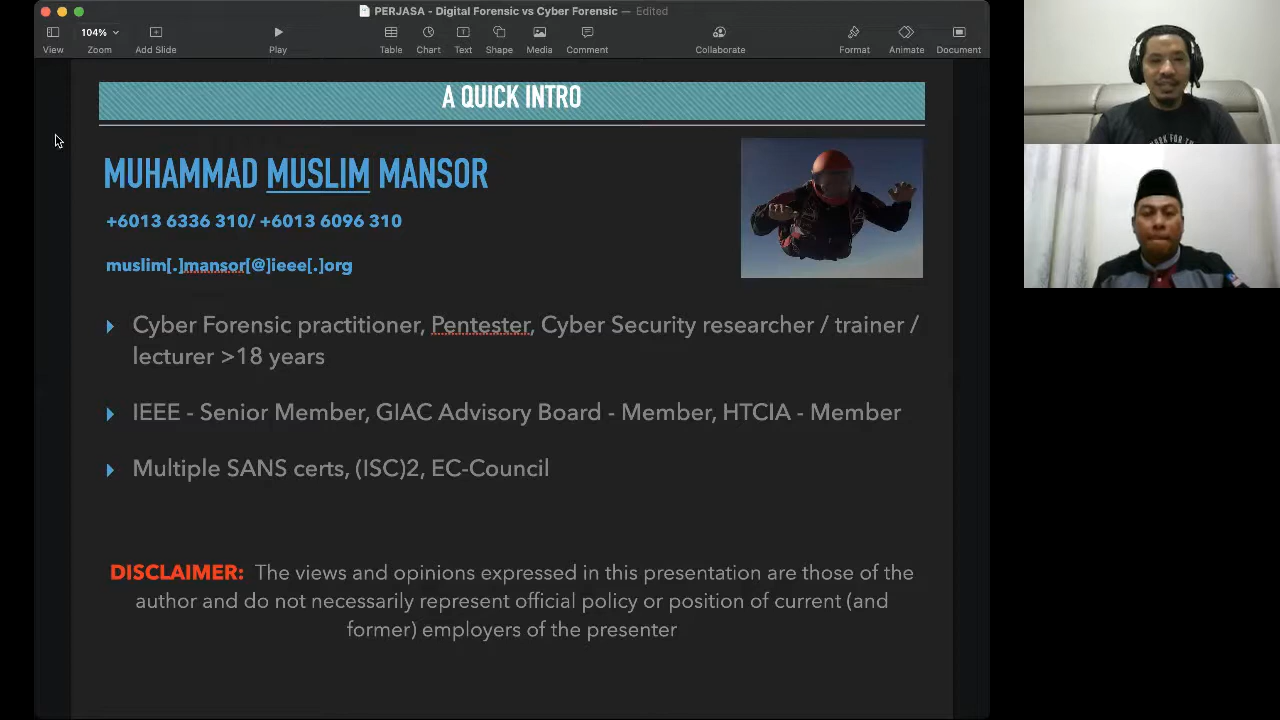 PERJASA - Digital Forensic vs Cyber Forensic — Edited
104%
View Zoom Add Slide Play Table Chart Text Shape Media Comment Collaborate Format Animate Document
A QUICK INTRO
MUHAMMAD MUSLIM MANSOR
+6013 6336 310/ +6013 6096 310
muslim[.]mansor[@]ieee[.]org
Cyber Forensic practitioner, Pentester, Cyber Security researcher / trainer /
lecturer >18 years
IEEE - Senior Member, GIAC Advisory Board - Member, HTCIA - Member
Multiple SANS certs, (ISC)2, EC-Council
DISCLAIMER: The views and opinions expressed in this presentation are those of the
author and do not necessarily represent official policy or position of current (and
former) employers of the presenter